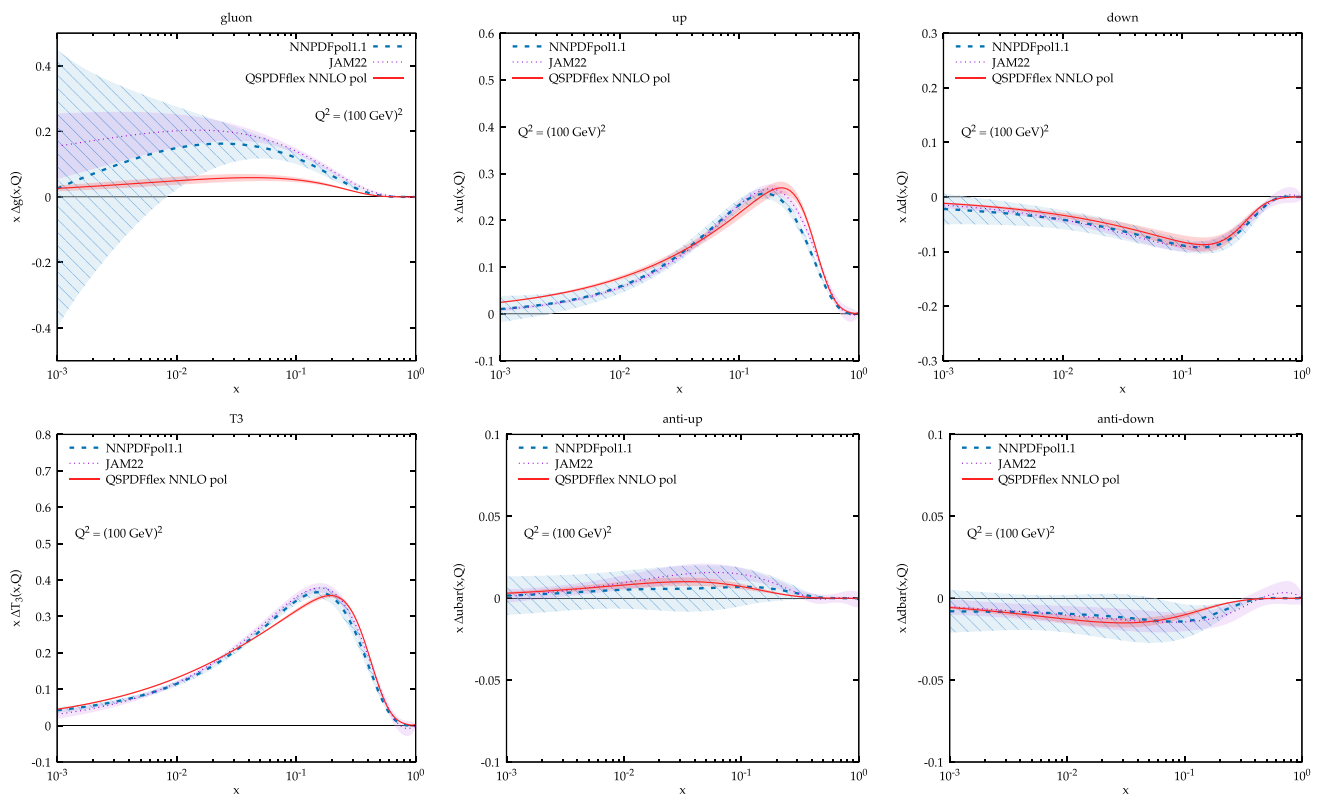 gluon
NNPDFpol1.1
JAM22
QSPDFflex NNLO pol
Q² = (100 GeV)²
x Δg(x,Q)
0.4
0.2
0
-0.2
-0.4
10⁻³
10⁻²
10⁻¹
10⁰
x
up
NNPDFpol1.1
JAM22
QSPDFflex NNLO pol
Q² = (100 GeV)²
x Δu(x,Q)
0.6
0.5
0.4
0.3
0.2
0.1
0
-0.1
10⁻³
10⁻²
10⁻¹
10⁰
x
down
NNPDFpol1.1
JAM22
QSPDFflex NNLO pol
Q² = (100 GeV)²
x Δd(x,Q)
0.3
0.2
0.1
0
-0.1
-0.2
-0.3
10⁻³
10⁻²
10⁻¹
10⁰
x
T3
NNPDFpol1.1
JAM22
QSPDFflex NNLO pol
Q² = (100 GeV)²
x ΔT₃(x,Q)
0.8
0.7
0.6
0.5
0.4
0.3
0.2
0.1
0
-0.1
10⁻³
10⁻²
10⁻¹
10⁰
x
anti-up
NNPDFpol1.1
JAM22
QSPDFflex NNLO pol
Q² = (100 GeV)²
x Δubar(x,Q)
0.1
0.05
0
-0.05
-0.1
10⁻³
10⁻²
10⁻¹
10⁰
x
anti-down
NNPDFpol1.1
JAM22
QSPDFflex NNLO pol
Q² = (100 GeV)²
x Δdbar(x,Q)
0.1
0.05
0
-0.05
-0.1
10⁻³
10⁻²
10⁻¹
10⁰
x